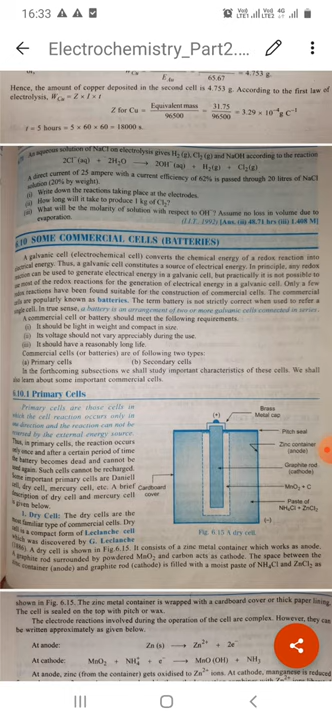 16:33
Vo)) LTE1 Vo)) LTE2 4G
Electrochemistry_Part2....
W Cu = 4.753 g.
E Au 65.67
Hence, the amount of copper deposited in the second cell is 4.753 g. According to the first law of
electrolysis, W Cu = Z × I × t
Z for Cu = Equivalent mass / 96500 = 31.75 / 96500 = 3.29 × 10⁻⁴ g C⁻¹
t = 5 hours = 5 × 60 × 60 = 18000 s.
An aqueous solution of NaCl on electrolysis gives H₂(g), Cl₂(g) and NaOH according to the reaction
2Cl⁻(aq) + 2H₂O → 2OH⁻(aq) + H₂(g) + Cl₂(g)
A direct current of 25 ampere with a current efficiency of 62% is passed through 20 litres of NaCl
solution (20% by weight).
(i) Write down the reactions taking place at the electrodes.
(ii) How long will it take to produce 1 kg of Cl₂?
(iii) What will be the molarity of solution with respect to OH⁻? Assume no loss in volume due to
evaporation. (I.I.T. 1992) [Ans. (ii) 48.71 hrs (iii) 1.408 M]
6.10 SOME COMMERCIAL CELLS (BATTERIES)
A galvanic cell (electrochemical cell) converts the chemical energy of a redox reaction into
electrical energy. Thus, a galvanic cell constitutes a source of electrical energy. In principle, any redox
reaction can be used to generate electrical energy in a galvanic cell, but practically it is not possible to
most of the redox reactions for the generation of electrical energy in a galvanic cell. Only a few
reactions have been found suitable for the construction of commercial cells. The commercial
cells are popularly known as batteries. The term battery is not strictly correct when used to refer a
single cell. In true sense, a battery is an arrangement of two or more galvanic cells connected in series.
A commercial cell or battery should meet the following requirements.
(i) It should be light in weight and compact in size.
(ii) Its voltage should not vary appreciably during the use.
(iii) It should have a reasonably long life.
Commercial cells (or batteries) are of following two types:
(a) Primary cells (b) Secondary cells
In the forthcoming subsections we shall study important characteristics of these cells. We shall
also learn about some important commercial cells.
6.10.1 Primary Cells
Primary cells are those cells in
which the cell reaction occurs only in
one direction and the reaction can not be
reversed by the external energy source.
Thus, in primary cells, the reaction occurs
only once and after a certain period of time
the battery becomes dead and cannot be
used again. Such cells cannot be recharged.
Some important primary cells are Daniell
cell, dry cell, mercury cell, etc. A brief
description of dry cell and mercury cell
is given below.
1. Dry Cell: The dry cells are the
most familiar type of commercial cells. Dry
cell is a compact form of Leclanche cell
which was discovered by G. Leclanche
(+)
Brass
Metal cap
Pitch seal
Zinc container
(anode)
Graphite rod
(cathode)
MnO₂ + C
Paste of
NH₄Cl + ZnCl₂
Cardboard
cover
(-)
Fig. 6.15 A dry cell.
(1866). A dry cell is shown in Fig.6.15. It consists of a zinc metal container which works as anode.
A graphite rod surrounded by powdered MnO₂ and carbon acts as cathode. The space between the
zinc container (anode) and graphite rod (cathode) is filled with a moist paste of NH₄Cl and ZnCl₂ as
shown in Fig. 6.15. The zinc metal container is wrapped with a cardboard cover or thick paper lining.
The cell is sealed on the top with pitch or wax.
The electrode reactions involved during the operation of the cell are complex. However, they can
be written approximately as given below.
At anode: Zn (s) → Zn²⁺ + 2e⁻
At cathode: MnO₂ + NH₄⁺ + e⁻ → MnO (OH) + NH₃
At anode, zinc (from the container) gets oxidised to Zn²⁺ ions. At cathode, manganese is reduced